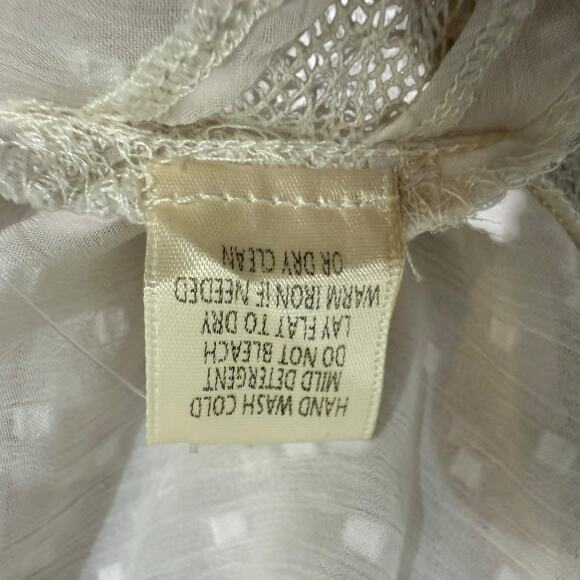 HAND WASH COLD
MILD DETERGENT
DO NOT BLEACH
LAY FLAT TO DRY
WARM IRON IF NEEDED
OR DRY CLEAN